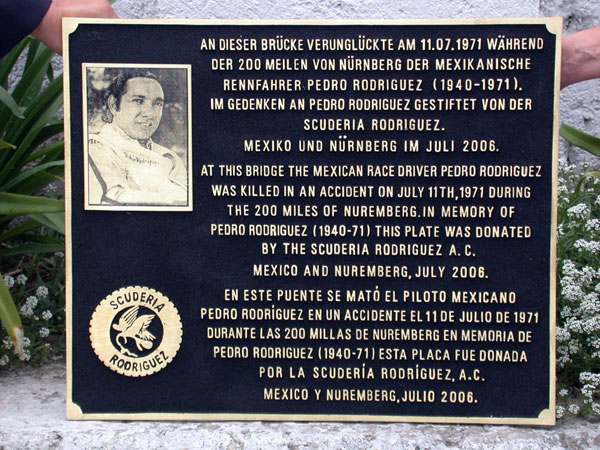 AN DIESER BRÜCKE VERUNGLÜCKTE AM 11.07.1971 WÄHREND
DER 200 MEILEN VON NÜRNBERG DER MEXIKANISCHE
RENNFAHRER PEDRO RODRIGUEZ (1940-1971).
IM GEDENKEN AN PEDRO RODRIGUEZ GESTIFTET VON DER
SCUDERIA RODRIGUEZ.
MEXIKO UND NÜRNBERG IM JULI 2006.
AT THIS BRIDGE THE MEXICAN RACE DRIVER PEDRO RODRIGUEZ
WAS KILLED IN AN ACCIDENT ON JULY 11TH,1971 DURING
THE 200 MILES OF NUREMBERG.IN MEMORY OF
PEDRO RODRIGUEZ (1940-71) THIS PLATE WAS DONATED
BY THE SCUDERIA RODRIGUEZ A.C.
MEXICO AND NUREMBERG, JULY 2006.
EN ESTE PUENTE SE MATÓ EL PILOTO MEXICANO
PEDRO RODRÍGUEZ EN UN ACCIDENTE EL 11 DE JULIO DE 1971
DURANTE LAS 200 MILLAS DE NUREMBERG EN MEMORIA DE
PEDRO RODRIGUEZ (1940-71) ESTA PLACA FUE DONADA
POR LA SCUDERÍA RODRÍGUEZ, A.C.
MEXICO Y NUREMBERG, JULIO 2006.
SCUDERIA
RODRIGUEZ